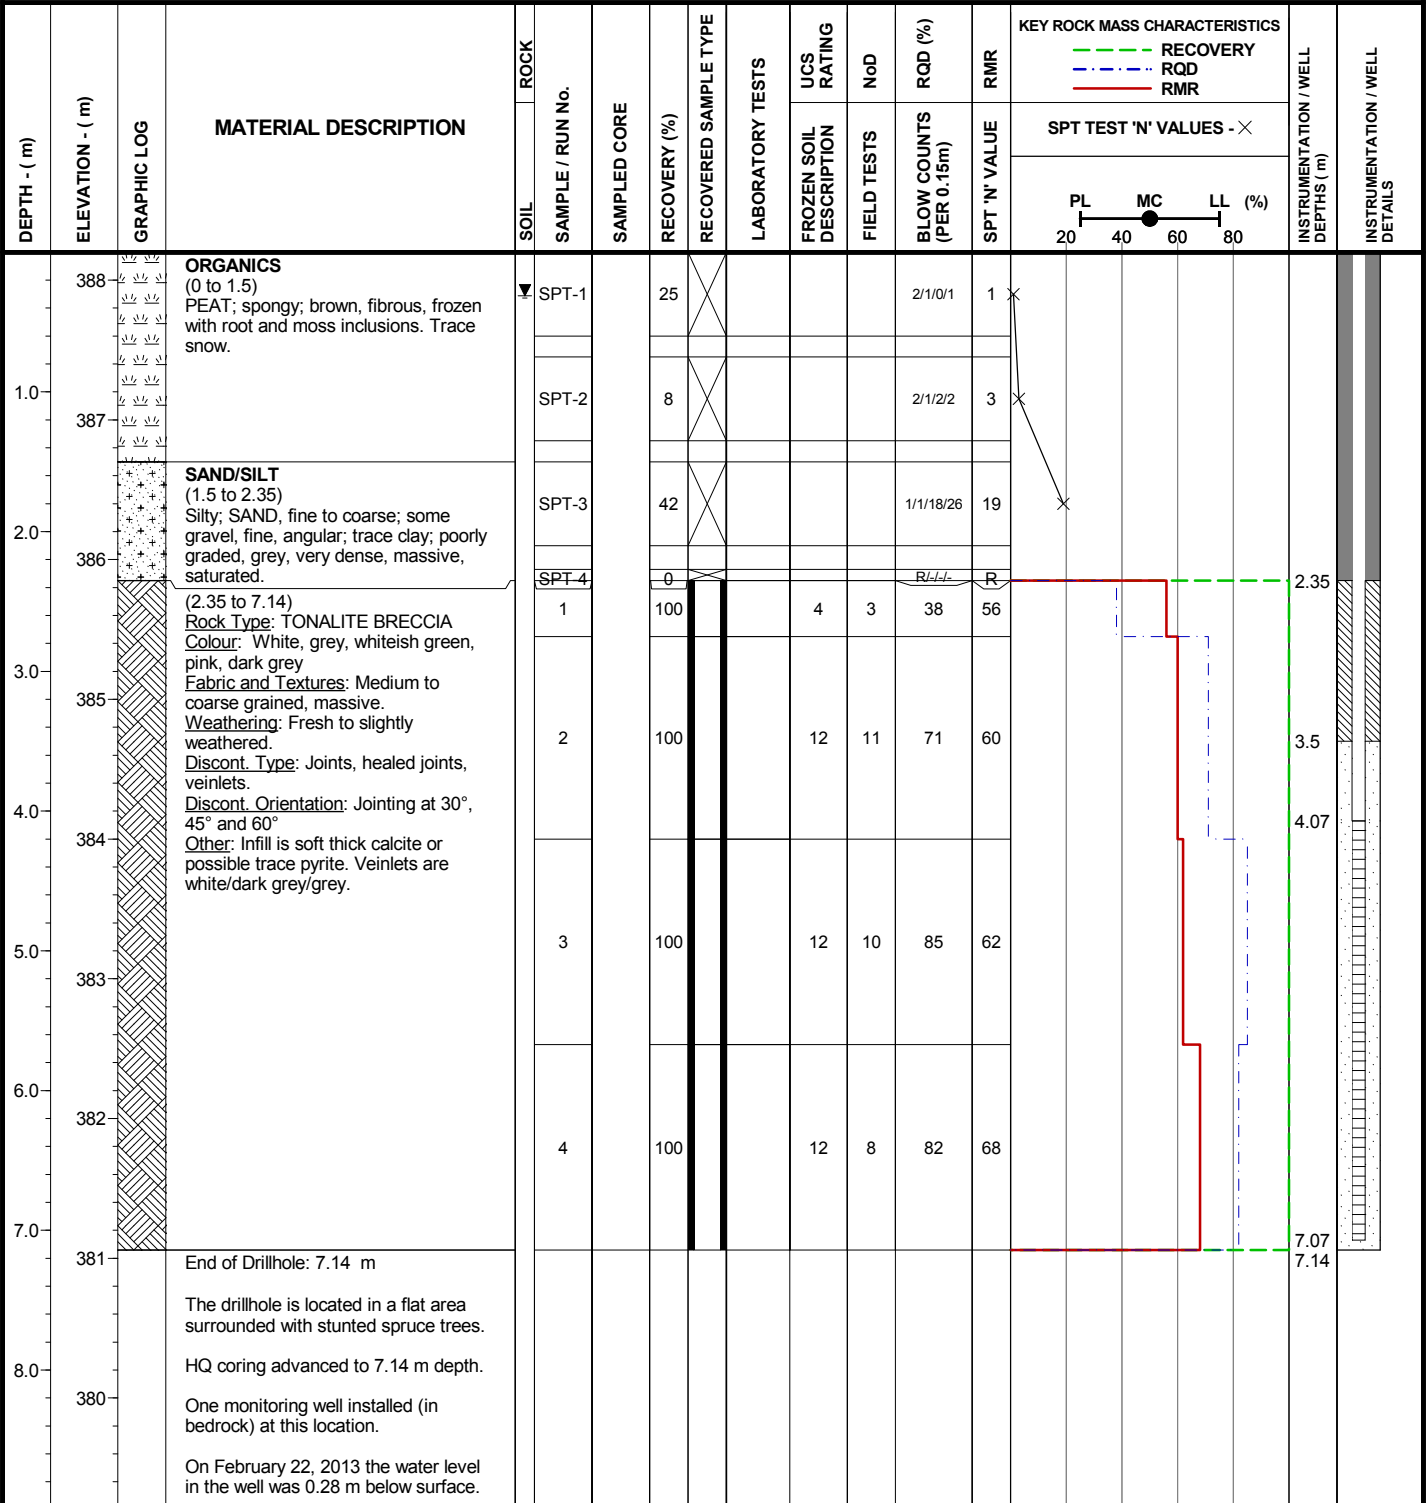 DEPTH - ( m)
ELEVATION - ( m)
GRAPHIC LOG
MATERIAL DESCRIPTION
SOIL
ROCK
SAMPLE / RUN No.
SAMPLED CORE
RECOVERY (%)
RECOVERED SAMPLE TYPE
LABORATORY TESTS
UCS RATING
FROZEN SOIL DESCRIPTION
NoD
FIELD TESTS
RQD (%)
BLOW COUNTS (PER 0.15m)
RMR
SPT 'N' VALUE
KEY ROCK MASS CHARACTERISTICS
RECOVERY
RQD
RMR
SPT TEST 'N' VALUES - X
PL MC LL (%)
20 40 60 80
INSTRUMENTATION / WELL DEPTHS ( m)
INSTRUMENTATION / WELL DETAILS
1.0
2.0
3.0
4.0
5.0
6.0
7.0
8.0
388
387
386
385
384
383
382
381
380
ORGANICS
(0 to 1.5)
PEAT; spongy; brown, fibrous, frozen
with root and moss inclusions. Trace
snow.
SAND/SILT
(1.5 to 2.35)
Silty; SAND, fine to coarse; some
gravel, fine, angular; trace clay; poorly
graded, grey, very dense, massive,
saturated.
(2.35 to 7.14)
Rock Type: TONALITE BRECCIA
Colour: White, grey, whiteish green,
pink, dark grey
Fabric and Textures: Medium to
coarse grained, massive.
Weathering: Fresh to slightly
weathered.
Discont. Type: Joints, healed joints,
veinlets.
Discont. Orientation: Jointing at 30°,
45° and 60°
Other: Infill is soft thick calcite or
possible trace pyrite. Veinlets are
white/dark grey/grey.
End of Drillhole: 7.14 m
The drillhole is located in a flat area
surrounded with stunted spruce trees.
HQ coring advanced to 7.14 m depth.
One monitoring well installed (in
bedrock) at this location.
On February 22, 2013 the water level
in the well was 0.28 m below surface.
SPT-1 25 2/1/0/1 1
SPT-2 8 2/1/2/2 3
SPT-3 42 1/1/18/26 19
SPT-4 0 R/-/-/- R
1 100 4 3 38 56
2 100 12 11 71 60
3 100 12 10 85 62
4 100 12 8 82 68
2.35
3.5
4.07
7.07
7.14